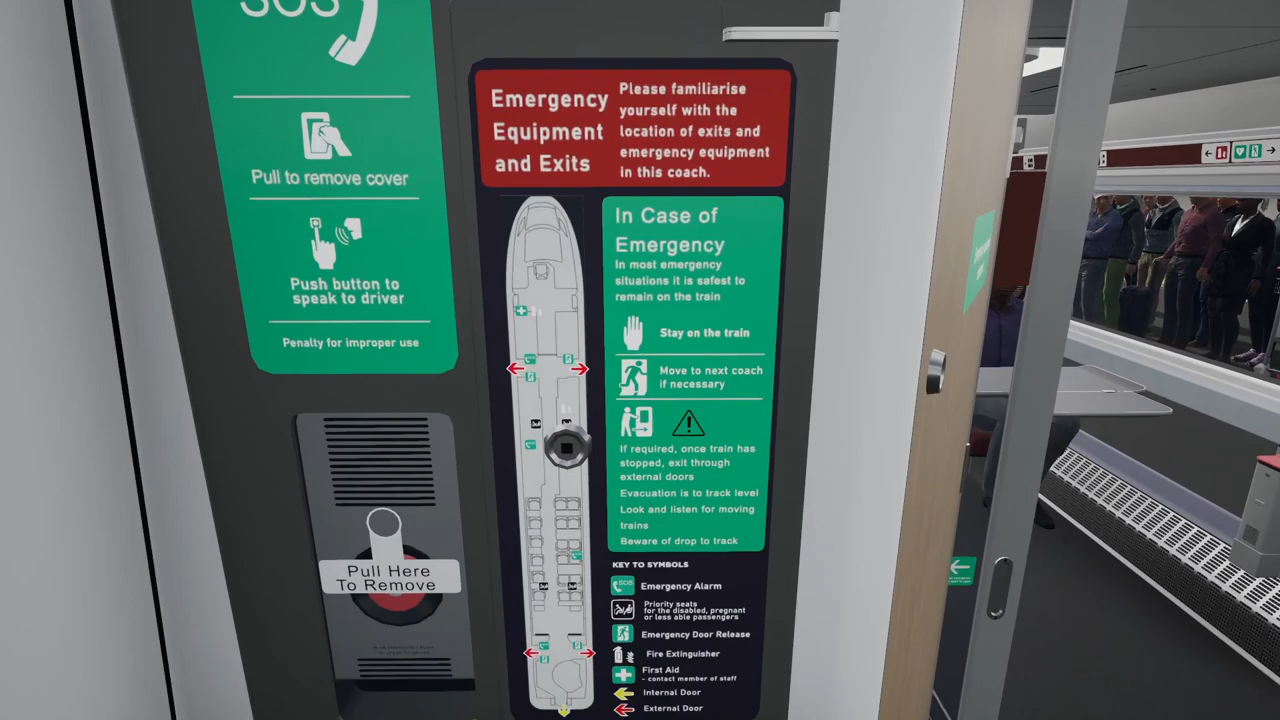 SOS
Pull to remove cover
Push button to
speak to driver
Penalty for improper use
Pull Here
To Remove
Emergency
Equipment
and Exits
Please familiarise
yourself with the
location of exits and
emergency equipment
in this coach.
In Case of
Emergency
In most emergency
situations it is safest to
remain on the train
Stay on the train
Move to next coach
if necessary
If required, once train has
stopped, exit through
external doors
Evacuation is to track level
Look and listen for moving
trains
Beware of drop to track
KEY TO SYMBOLS
SOS
Emergency Alarm
Priority seats
for the disabled, pregnant
or less able passengers
Emergency Door Release
Fire Extinguisher
First Aid
- contact member of staff
Internal Door
External Door